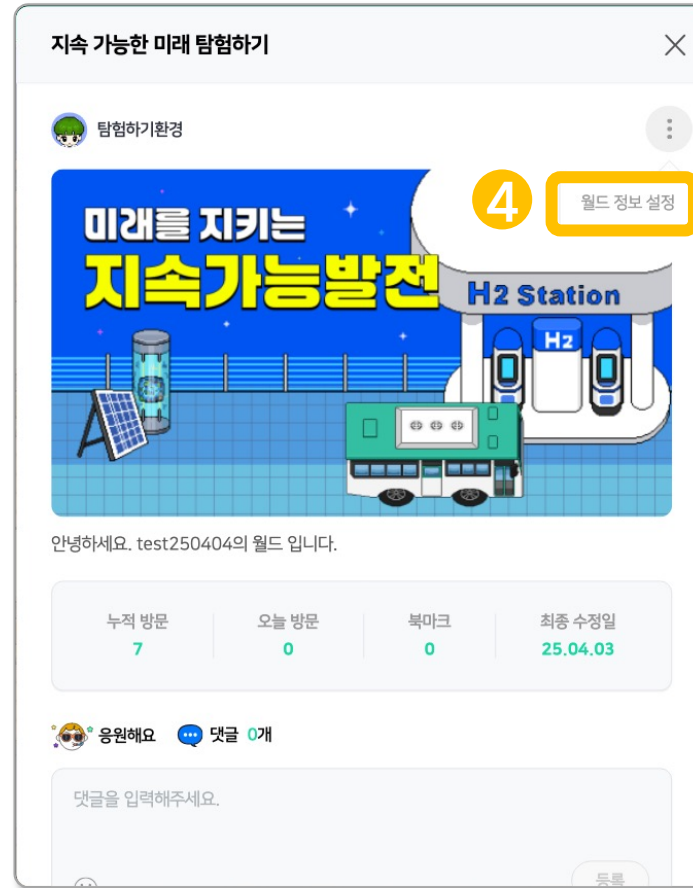 지속 가능한 미래 탐험하기
탐험하기환경
4
월드 정보 설정
미래를 지키는
지속가능발전
H2 Station
H2
안녕하세요. test250404의 월드 입니다.
누적 방문 오늘 방문 북마크 최종 수정일
7 0 0 25.04.03
응원해요 댓글 0개
댓글을 입력해주세요.
등록